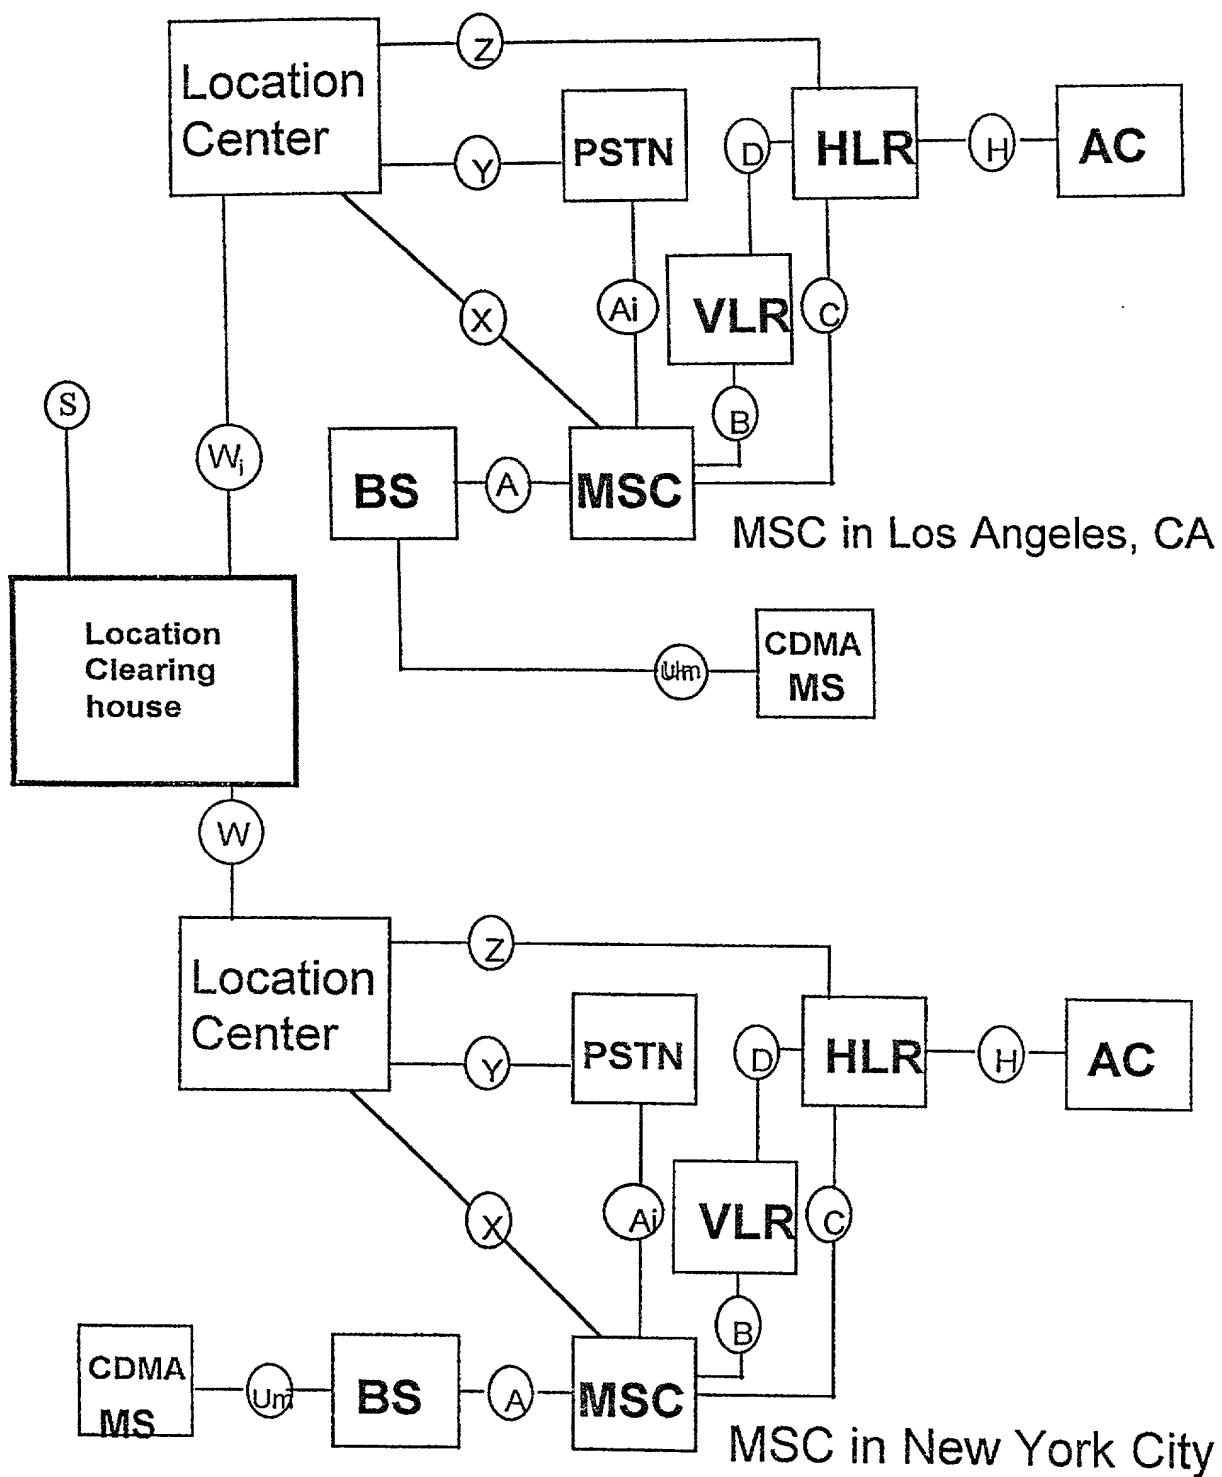 Location
Center
Z
Y
PSTN
D
HLR
H
AC
X
Ai
VLR
C
B
S
Wi
BS
A
MSC
MSC in Los Angeles, CA
Location
Clearing
house
Um
CDMA
MS
W
Location
Center
Z
Y
PSTN
D
HLR
H
AC
X
Ai
VLR
C
B
CDMA
MS
Um
BS
A
MSC
MSC in New York City